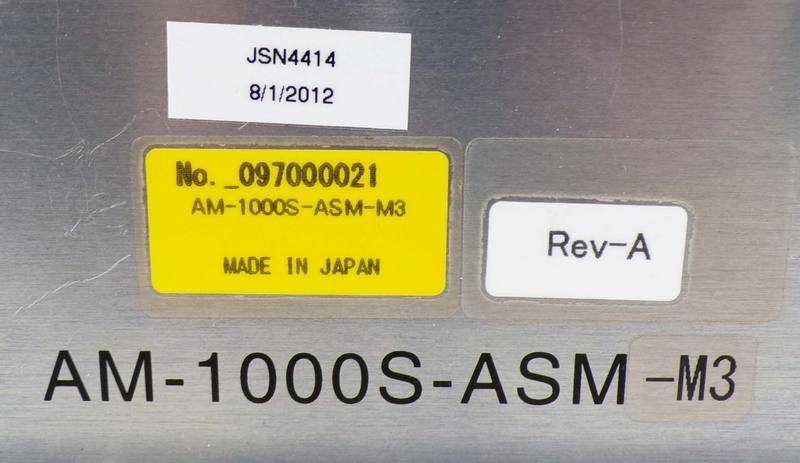 JSN4414
8/1/2012
No._097000021
AM-1000S-ASM-M3
MADE IN JAPAN
Rev-A
AM-1000S-ASM-M3